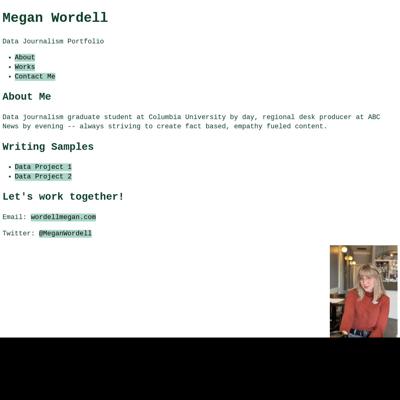 Megan Wordell
Data Journalism Portfolio
About
Works
Contact Me
About Me
Data journalism graduate student at Columbia University by day, regional desk producer at ABC
News by evening -- always striving to create fact based, empathy fueled content.
Writing Samples
Data Project 1
Data Project 2
Let's work together!
Email: wordellmegan.com
Twitter: @MeganWordell